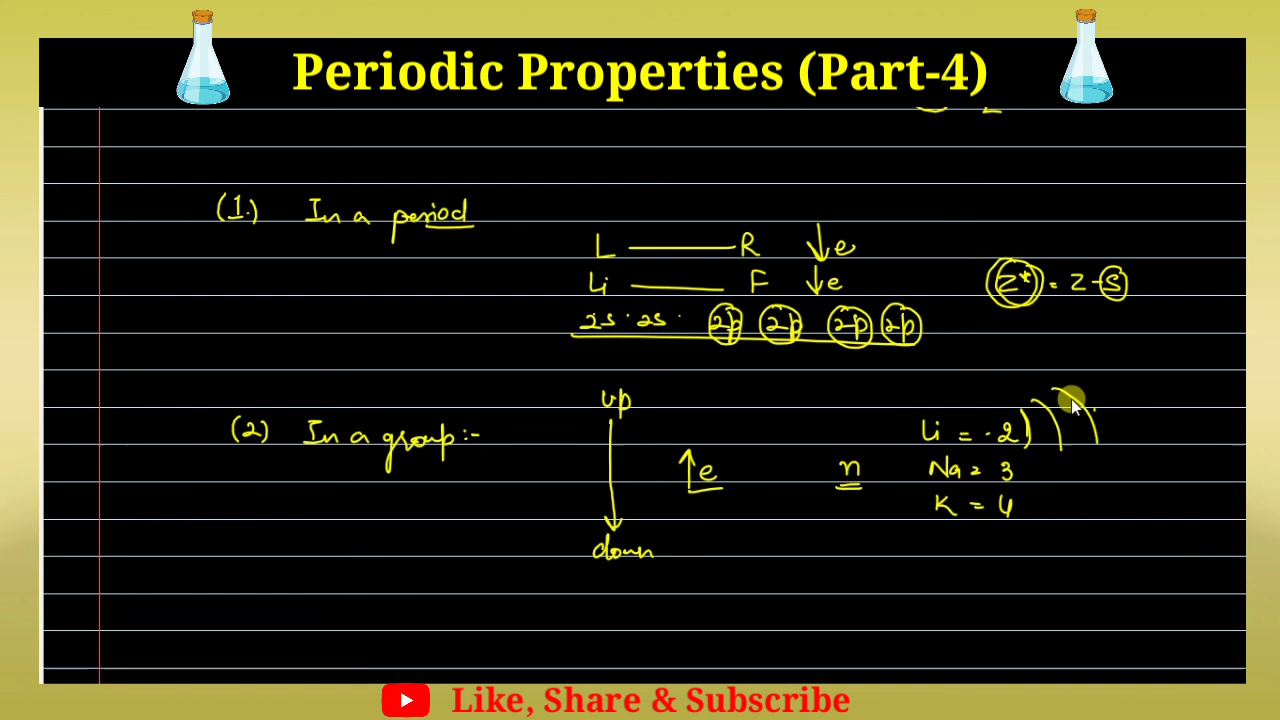 Periodic Properties (Part-4)
(1.) In a period
L — R ↓e
Li — F ↓e
Z* = Z-S
2s 2s 2p 2p 2p 2p
up
(2) In a group :-
↑e
n
Li = 2
Na = 3
K = 4
down
Like, Share & Subscribe